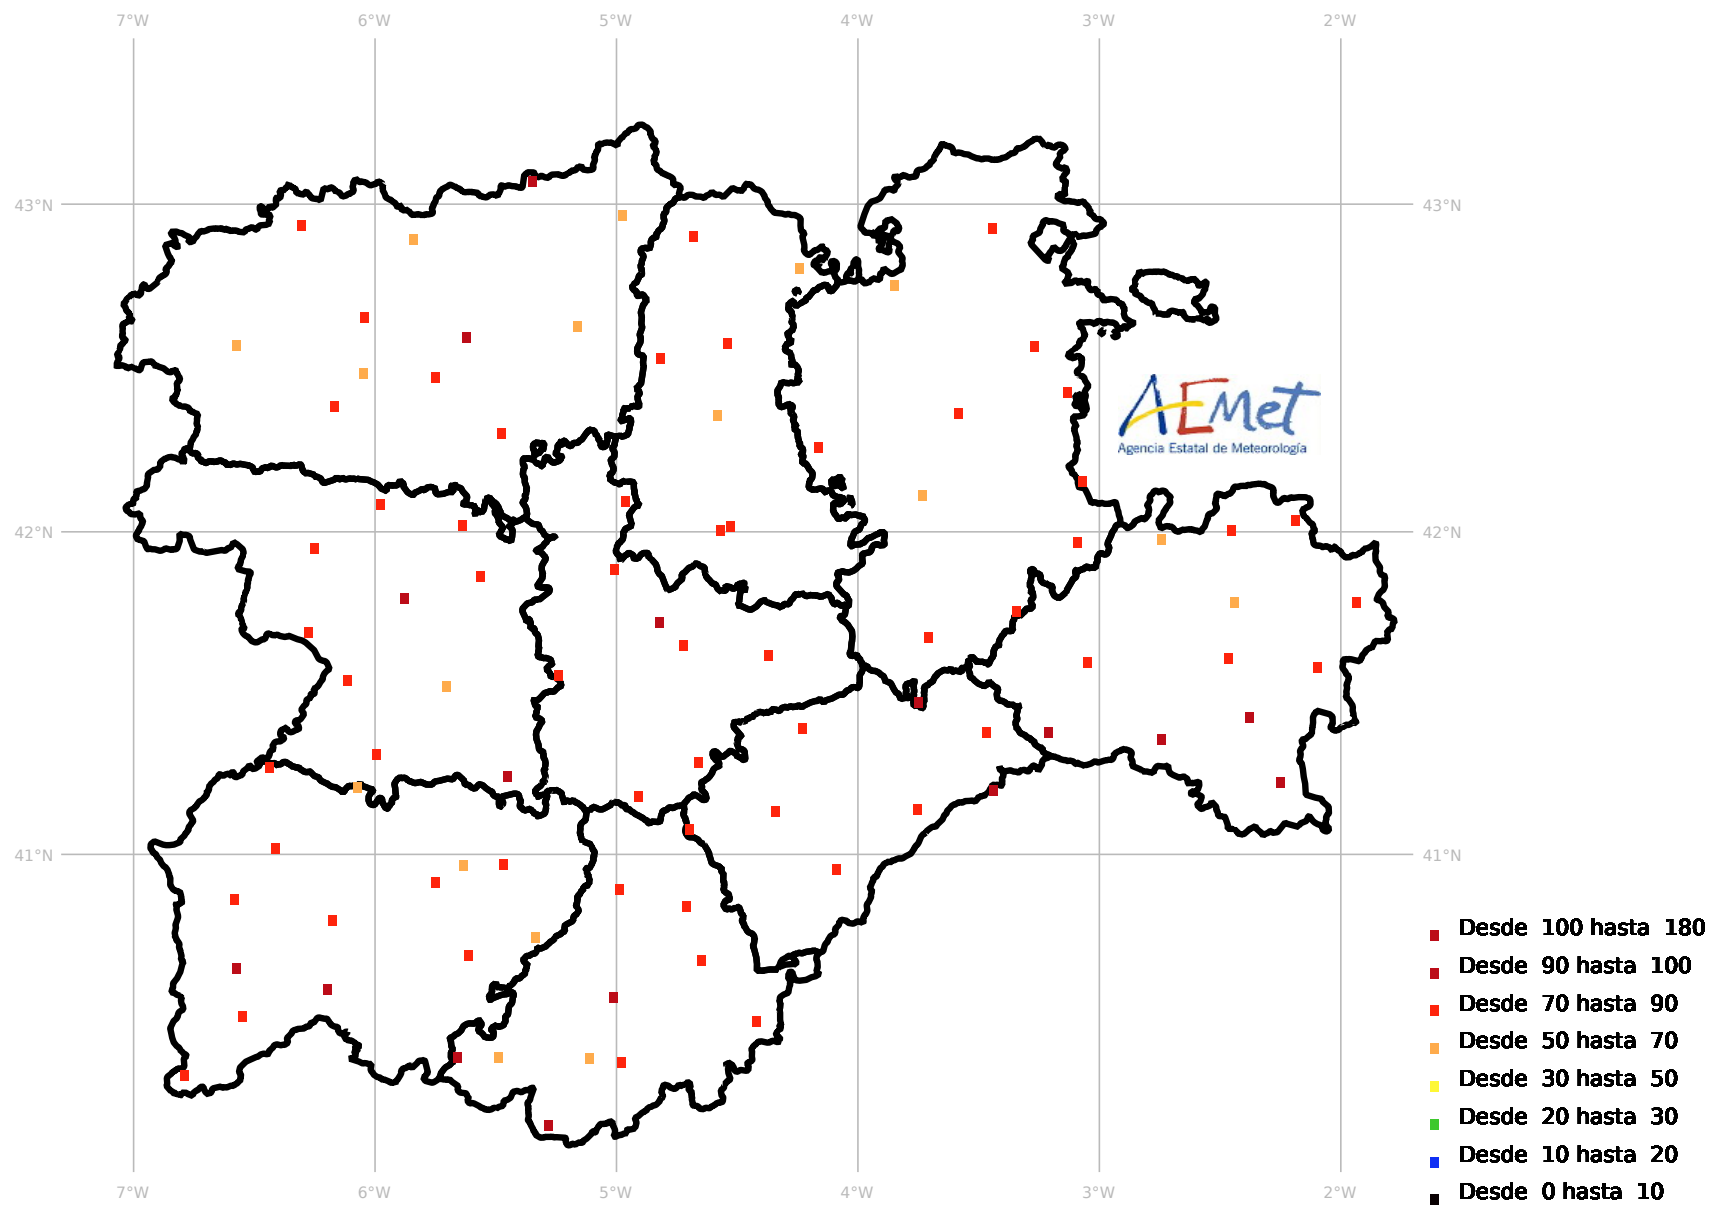 7°W 6°W 5°W 4°W 3°W 2°W
43°N 43°N
AEMet
Agencia Estatal de Meteorología
42°N 42°N
41°N 41°N
Desde 100 hasta 180
Desde 90 hasta 100
Desde 70 hasta 90
Desde 50 hasta 70
Desde 30 hasta 50
Desde 20 hasta 30
Desde 10 hasta 20
Desde 0 hasta 10
7°W 6°W 5°W 4°W 3°W 2°W